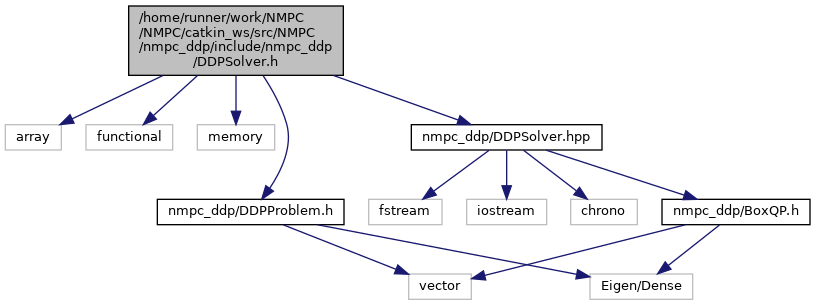 /home/runner/work/NMPC
/NMPC/catkin_ws/src/NMPC
/nmpc_ddp/include/nmpc_ddp
/DDPSolver.h
array
functional
memory
nmpc_ddp/DDPSolver.hpp
nmpc_ddp/DDPProblem.h
fstream
iostream
chrono
nmpc_ddp/BoxQP.h
vector
Eigen/Dense